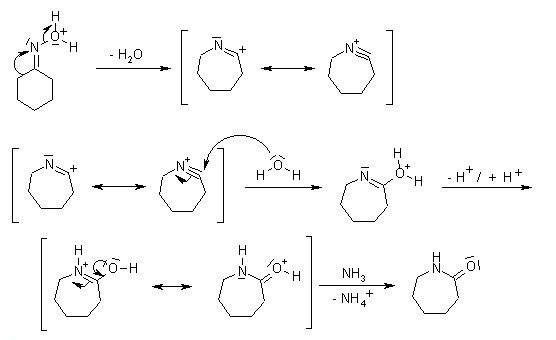 H
N O+ H
- H2O
N +
N+
N +
N+
H O H
N O+ H
H
- H+ / + H+
H
N+ O H
H
N O+ H
NH3
- NH4+
H
N O